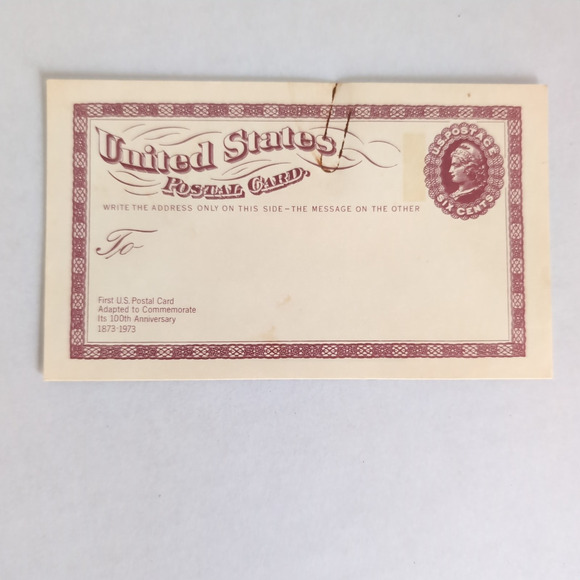 United States
POSTAL CARD.
WRITE THE ADDRESS ONLY ON THIS SIDE–THE MESSAGE ON THE OTHER
U.S. POSTAGE
SIX CENTS
To
First U.S. Postal Card
Adapted to Commemorate
Its 100th Anniversary
1873-1973